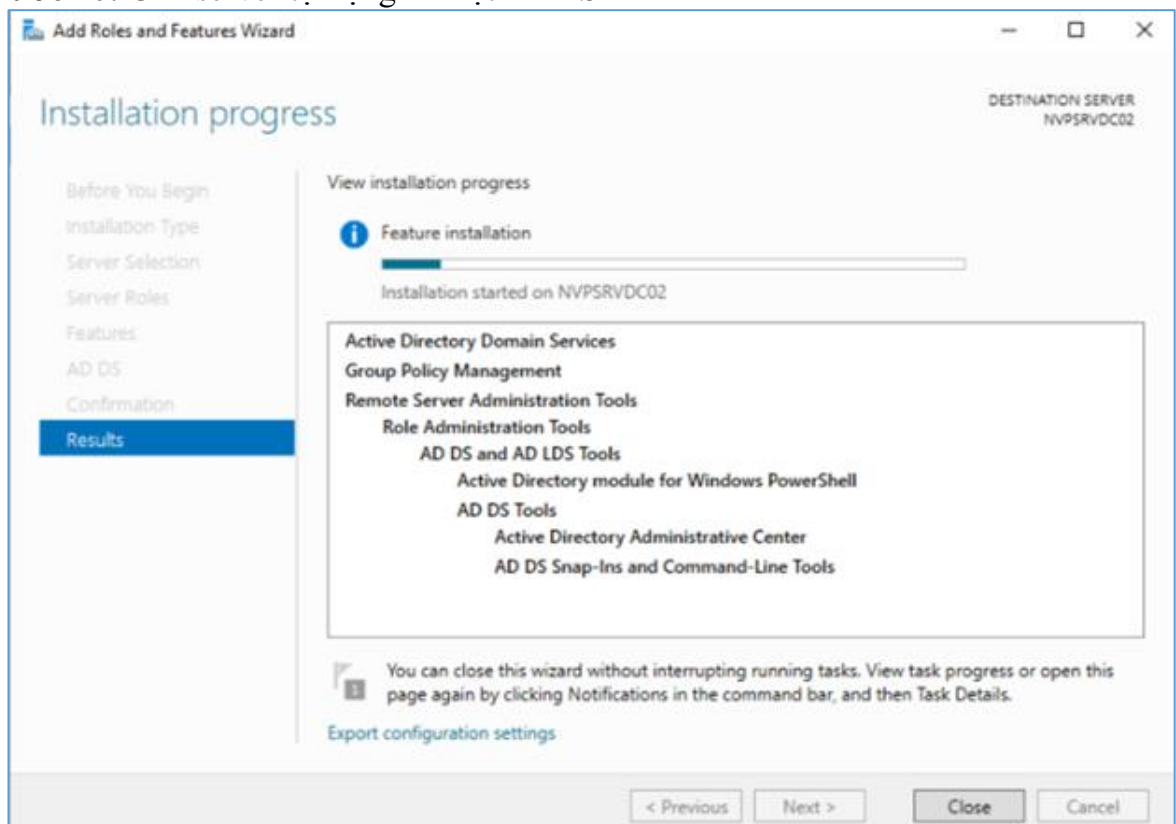 Add Roles and Features Wizard
Installation progress
DESTINATION SERVER
NVPSRVDC02
Before You Begin
Installation Type
Server Selection
Server Roles
Features
AD DS
Confirmation
Results
View installation progress
Feature installation
Installation started on NVPSRVDC02
Active Directory Domain Services
Group Policy Management
Remote Server Administration Tools
Role Administration Tools
AD DS and AD LDS Tools
Active Directory module for Windows PowerShell
AD DS Tools
Active Directory Administrative Center
AD DS Snap-Ins and Command-Line Tools
You can close this wizard without interrupting running tasks. View task progress or open this
page again by clicking Notifications in the command bar, and then Task Details.
Export configuration settings
< Previous Next > Close Cancel